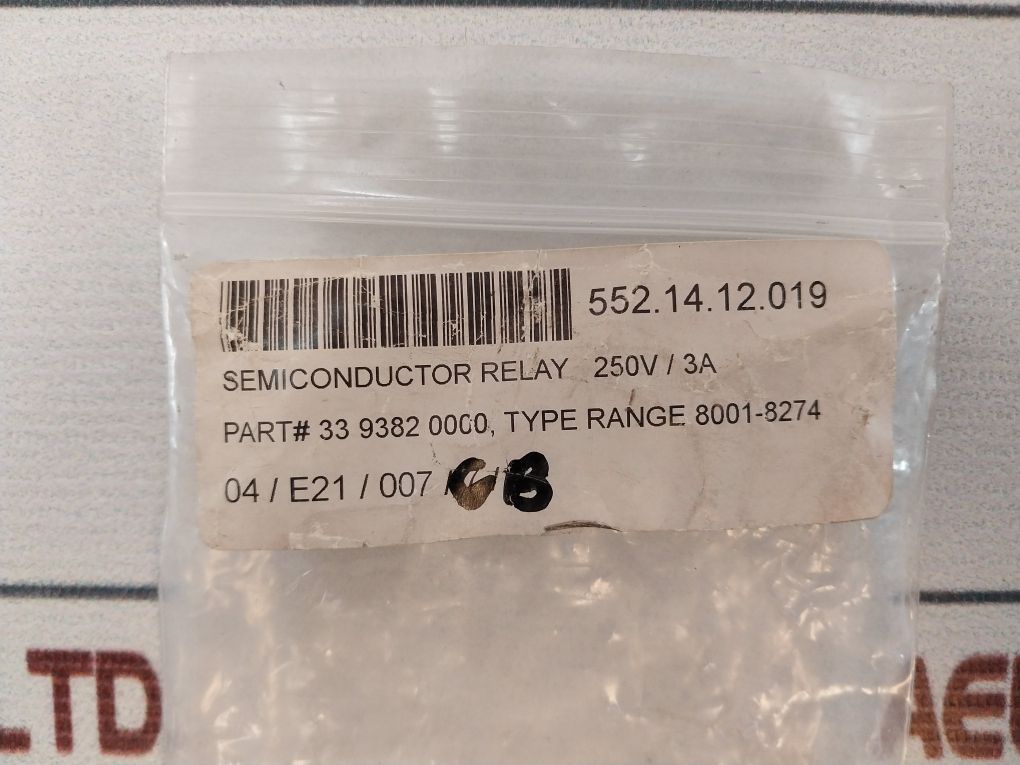 552.14.12.019
SEMICONDUCTOR RELAY 250V / 3A
PART# 33 9382 0000, TYPE RANGE 8001-8274
04 / E21 / 007 /
LTD